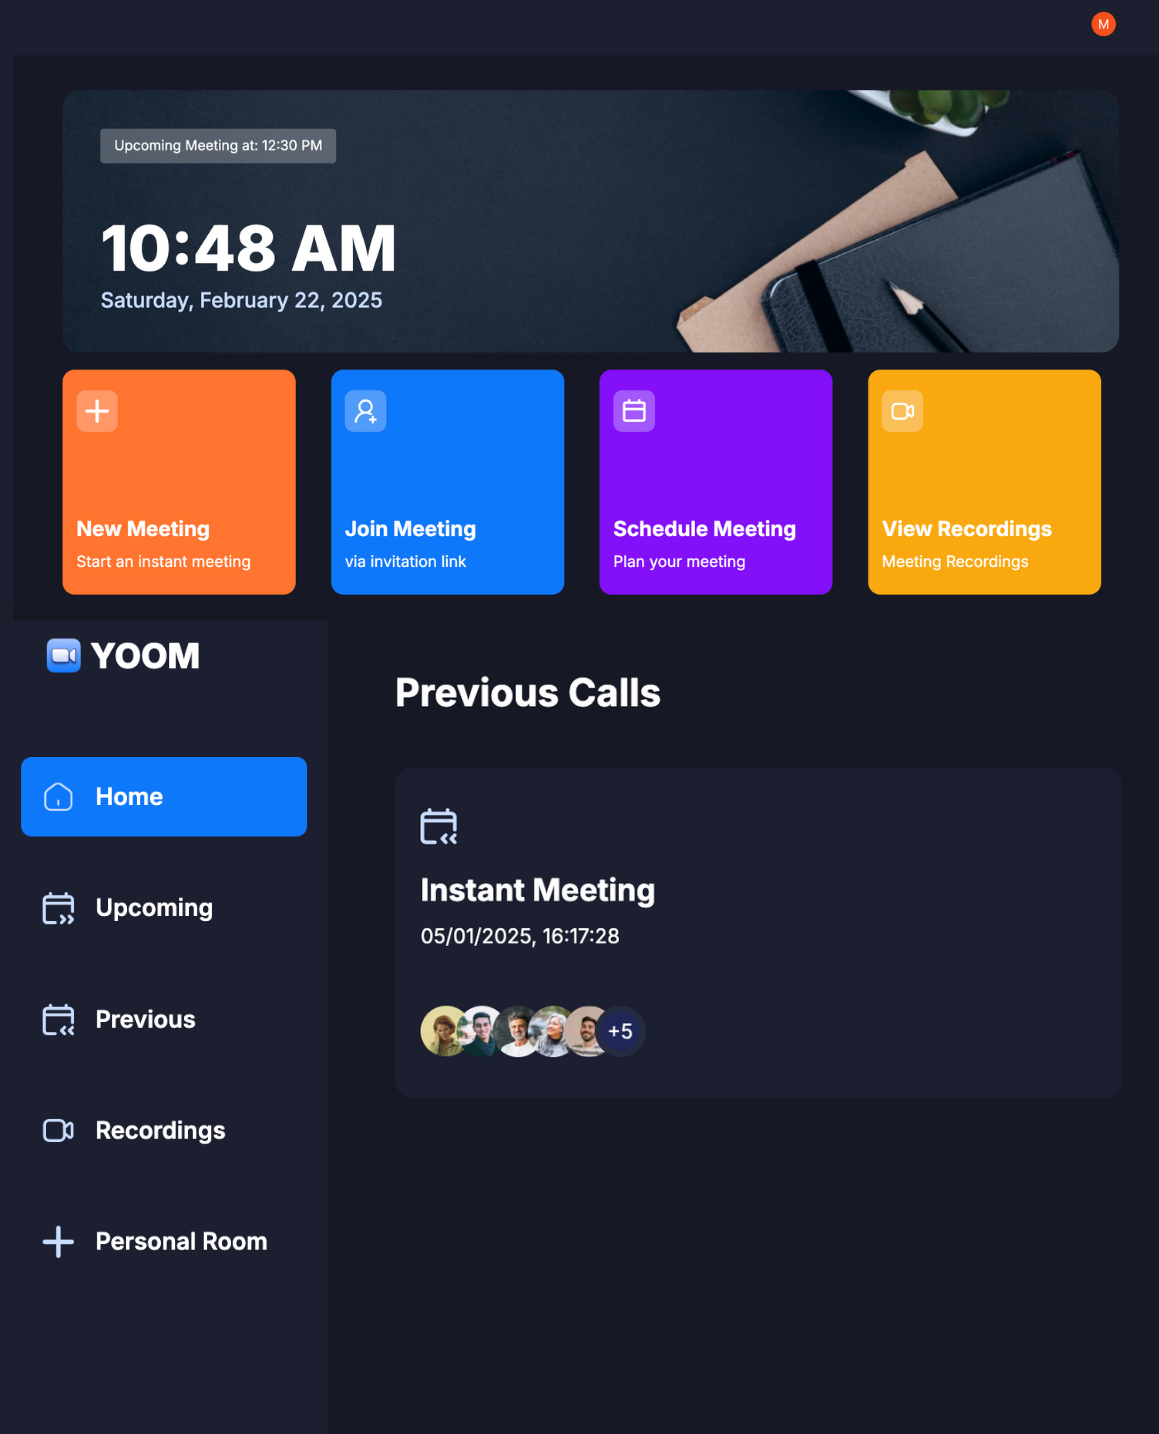 M
Upcoming Meeting at: 12:30 PM
10:48 AM
Saturday, February 22, 2025
New Meeting
Start an instant meeting
Join Meeting
via invitation link
Schedule Meeting
Plan your meeting
View Recordings
Meeting Recordings
YOOM
Home
Upcoming
Previous
Recordings
Personal Room
Previous Calls
Instant Meeting
05/01/2025, 16:17:28
+5